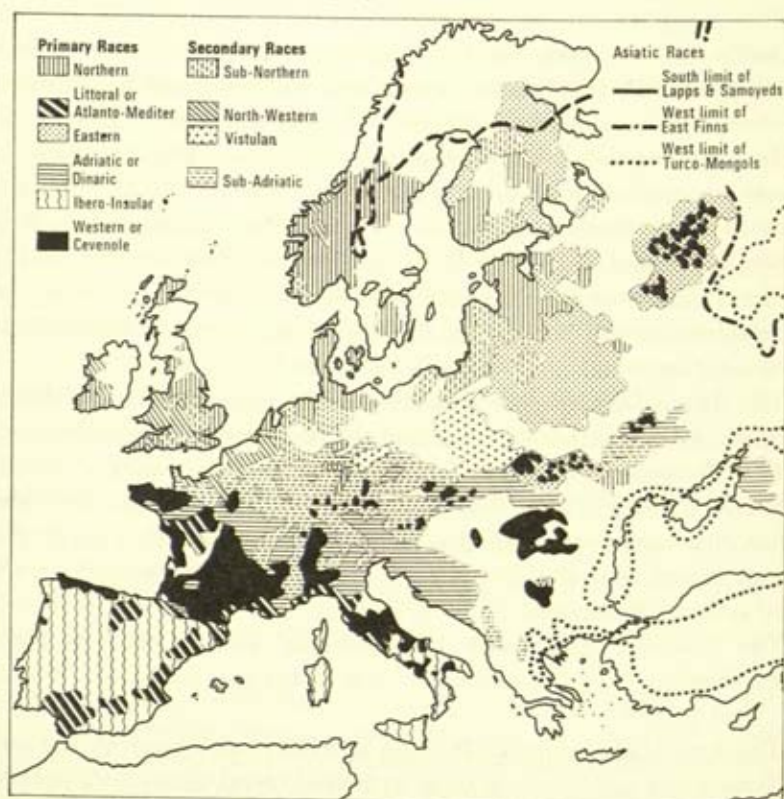 Primary Races
Northern
Littoral or
Atlanto-Mediter
Eastern
Adriatic or
Dinaric
Ibero-Insular
Western or
Cevenole
Secondary Races
Sub-Northern
North-Western
Vistulan
Sub-Adriatic
Asiatic Races
South limit of
Lapps & Samoyeds
West limit of
East Finns
West limit of
Turco-Mongols